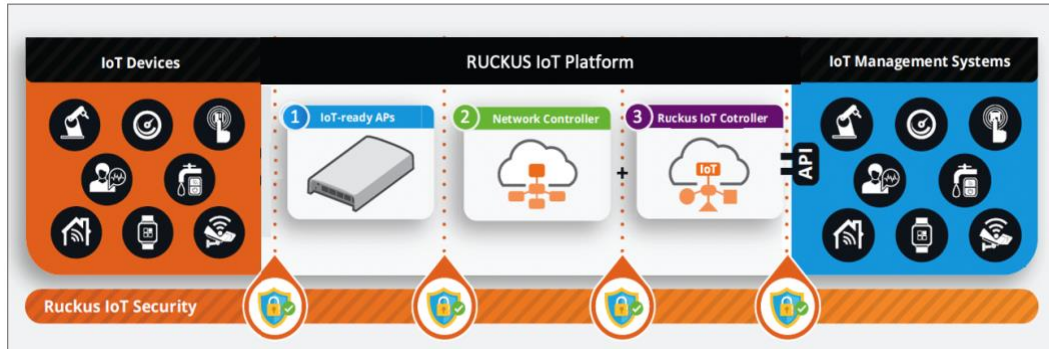 IoT Devices
RUCKUS IoT Platform
IoT Management Systems
1 IoT-ready APs
2 Network Controller
+
3 Ruckus IoT Cotroller
IoT
API
Ruckus IoT Security